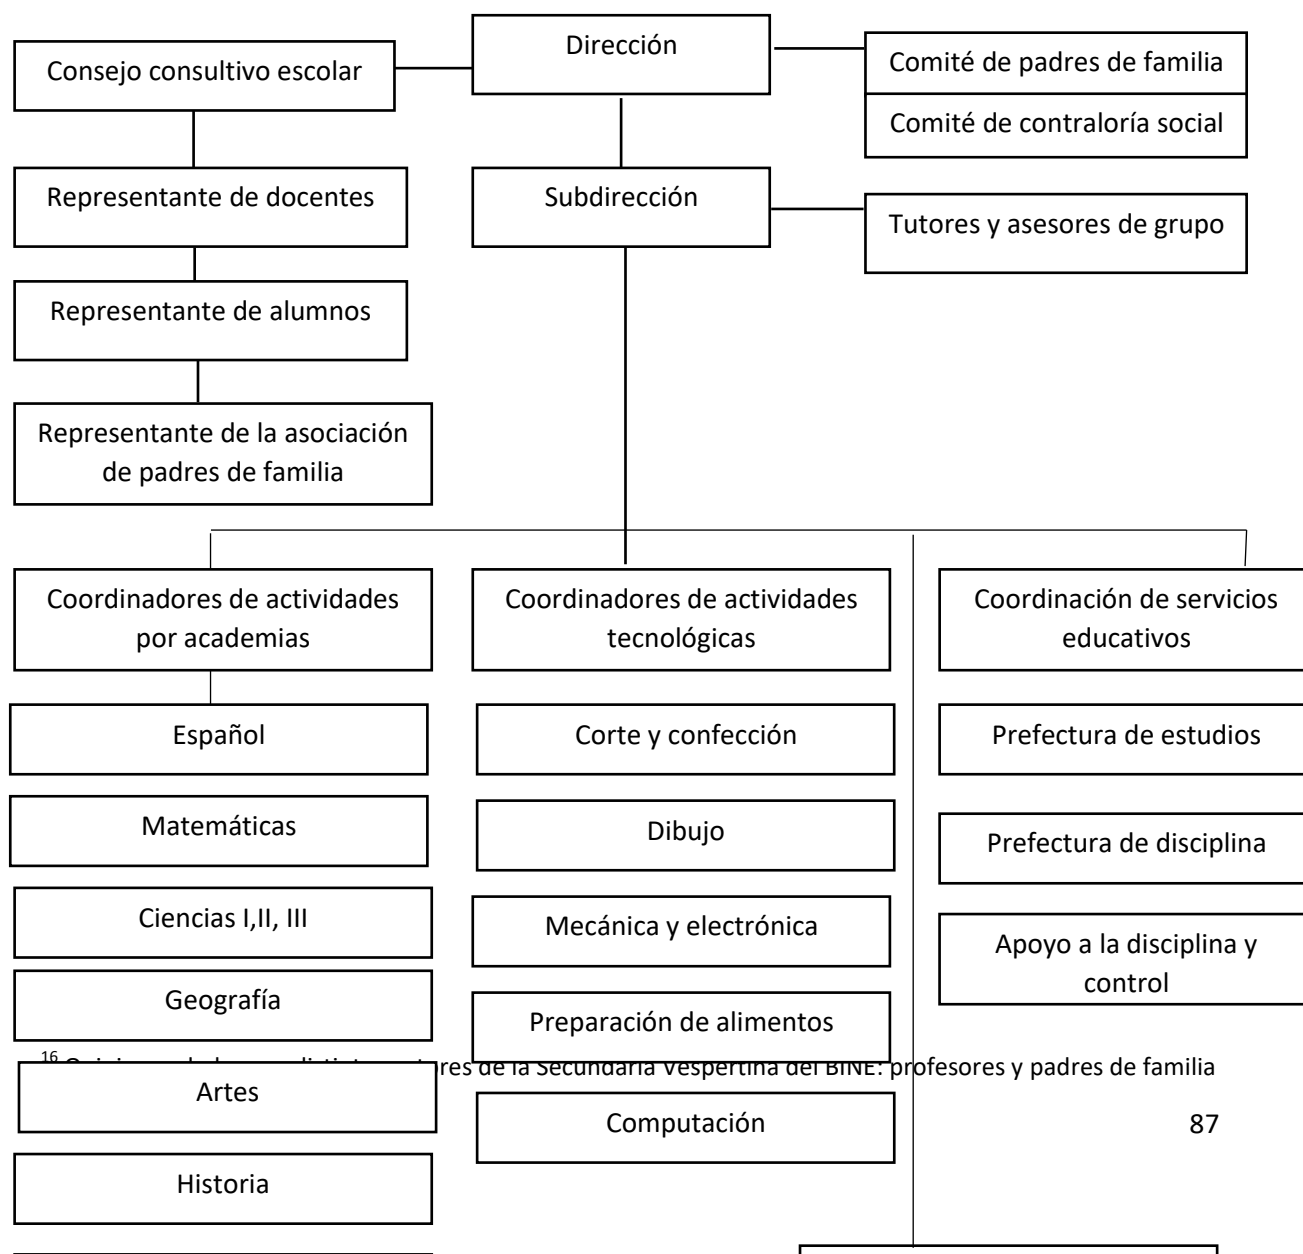 Dirección
Consejo consultivo escolar
Comité de padres de familia
Comité de contraloría social
Representante de docentes
Subdirección
Tutores y asesores de grupo
Representante de alumnos
Representante de la asociación
de padres de familia
Coordinadores de actividades
por academias
Coordinadores de actividades
tecnológicas
Coordinación de servicios
educativos
Español
Corte y confección
Prefectura de estudios
Matemáticas
Dibujo
Prefectura de disciplina
Ciencias I,II, III
Mecánica y electrónica
Apoyo a la disciplina y
control
Geografía
Preparación de alimentos
16 de la Secundaria Vespertina del BINE: profesores y padres de familia
Artes
Computación
87
Historia